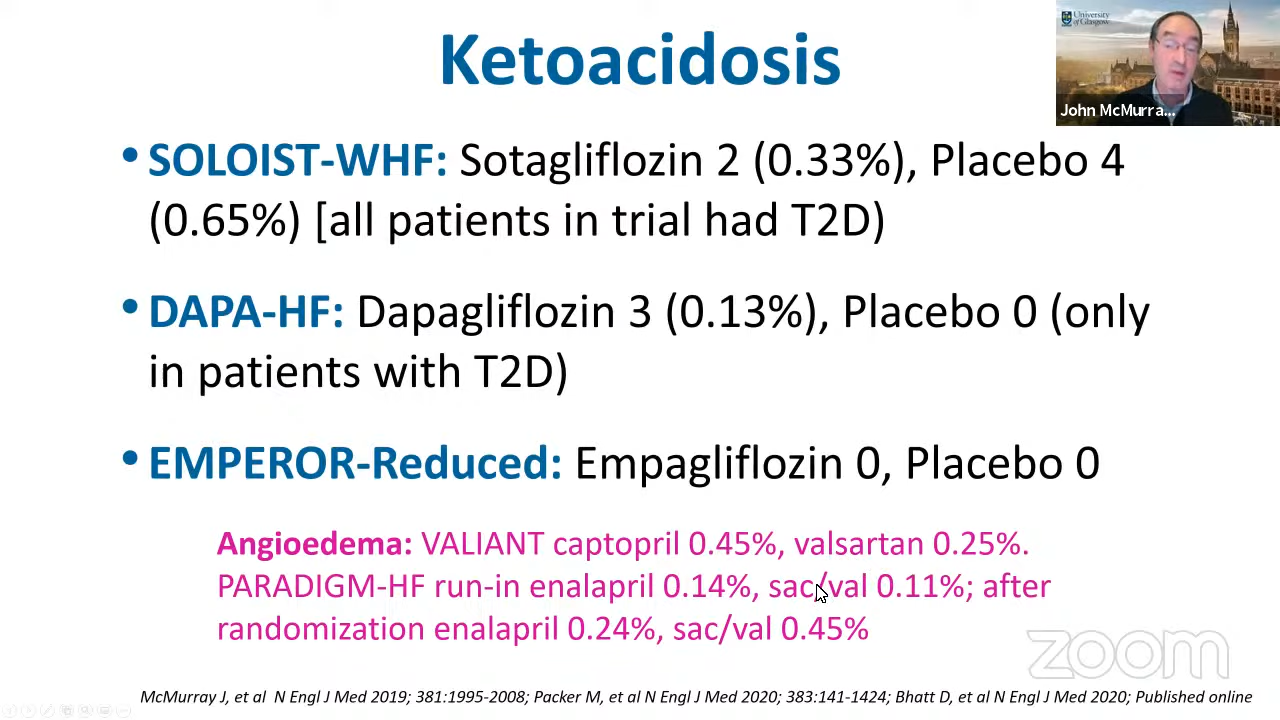 Ketoacidosis
University of Glasgow
John McMurra...
• SOLOIST-WHF: Sotagliflozin 2 (0.33%), Placebo 4
(0.65%) [all patients in trial had T2D)
• DAPA-HF: Dapagliflozin 3 (0.13%), Placebo 0 (only
in patients with T2D)
• EMPEROR-Reduced: Empagliflozin 0, Placebo 0
Angioedema: VALIANT captopril 0.45%, valsartan 0.25%.
PARADIGM-HF run-in enalapril 0.14%, sac/val 0.11%; after
randomization enalapril 0.24%, sac/val 0.45%
zoom
McMurray J, et al N Engl J Med 2019; 381:1995-2008; Packer M, et al N Engl J Med 2020; 383:141-1424; Bhatt D, et al N Engl J Med 2020; Published online